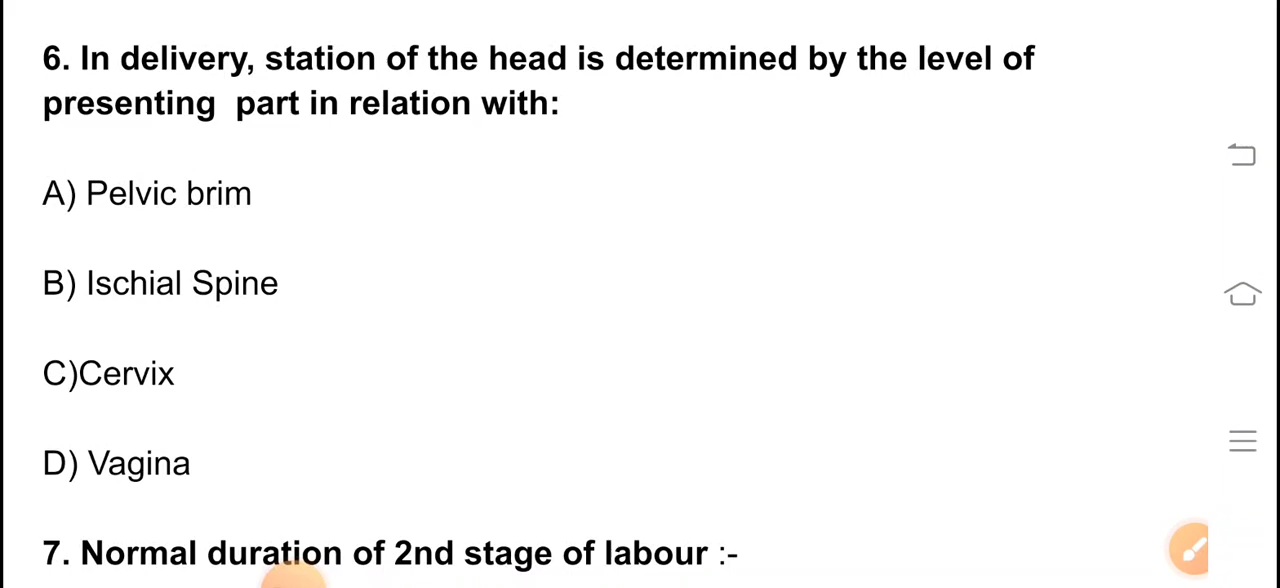 6. In delivery, station of the head is determined by the level of
presenting  part in relation with:
A) Pelvic brim
B) Ischial Spine
C)Cervix
D) Vagina
7. Normal duration of 2nd stage of labour :-